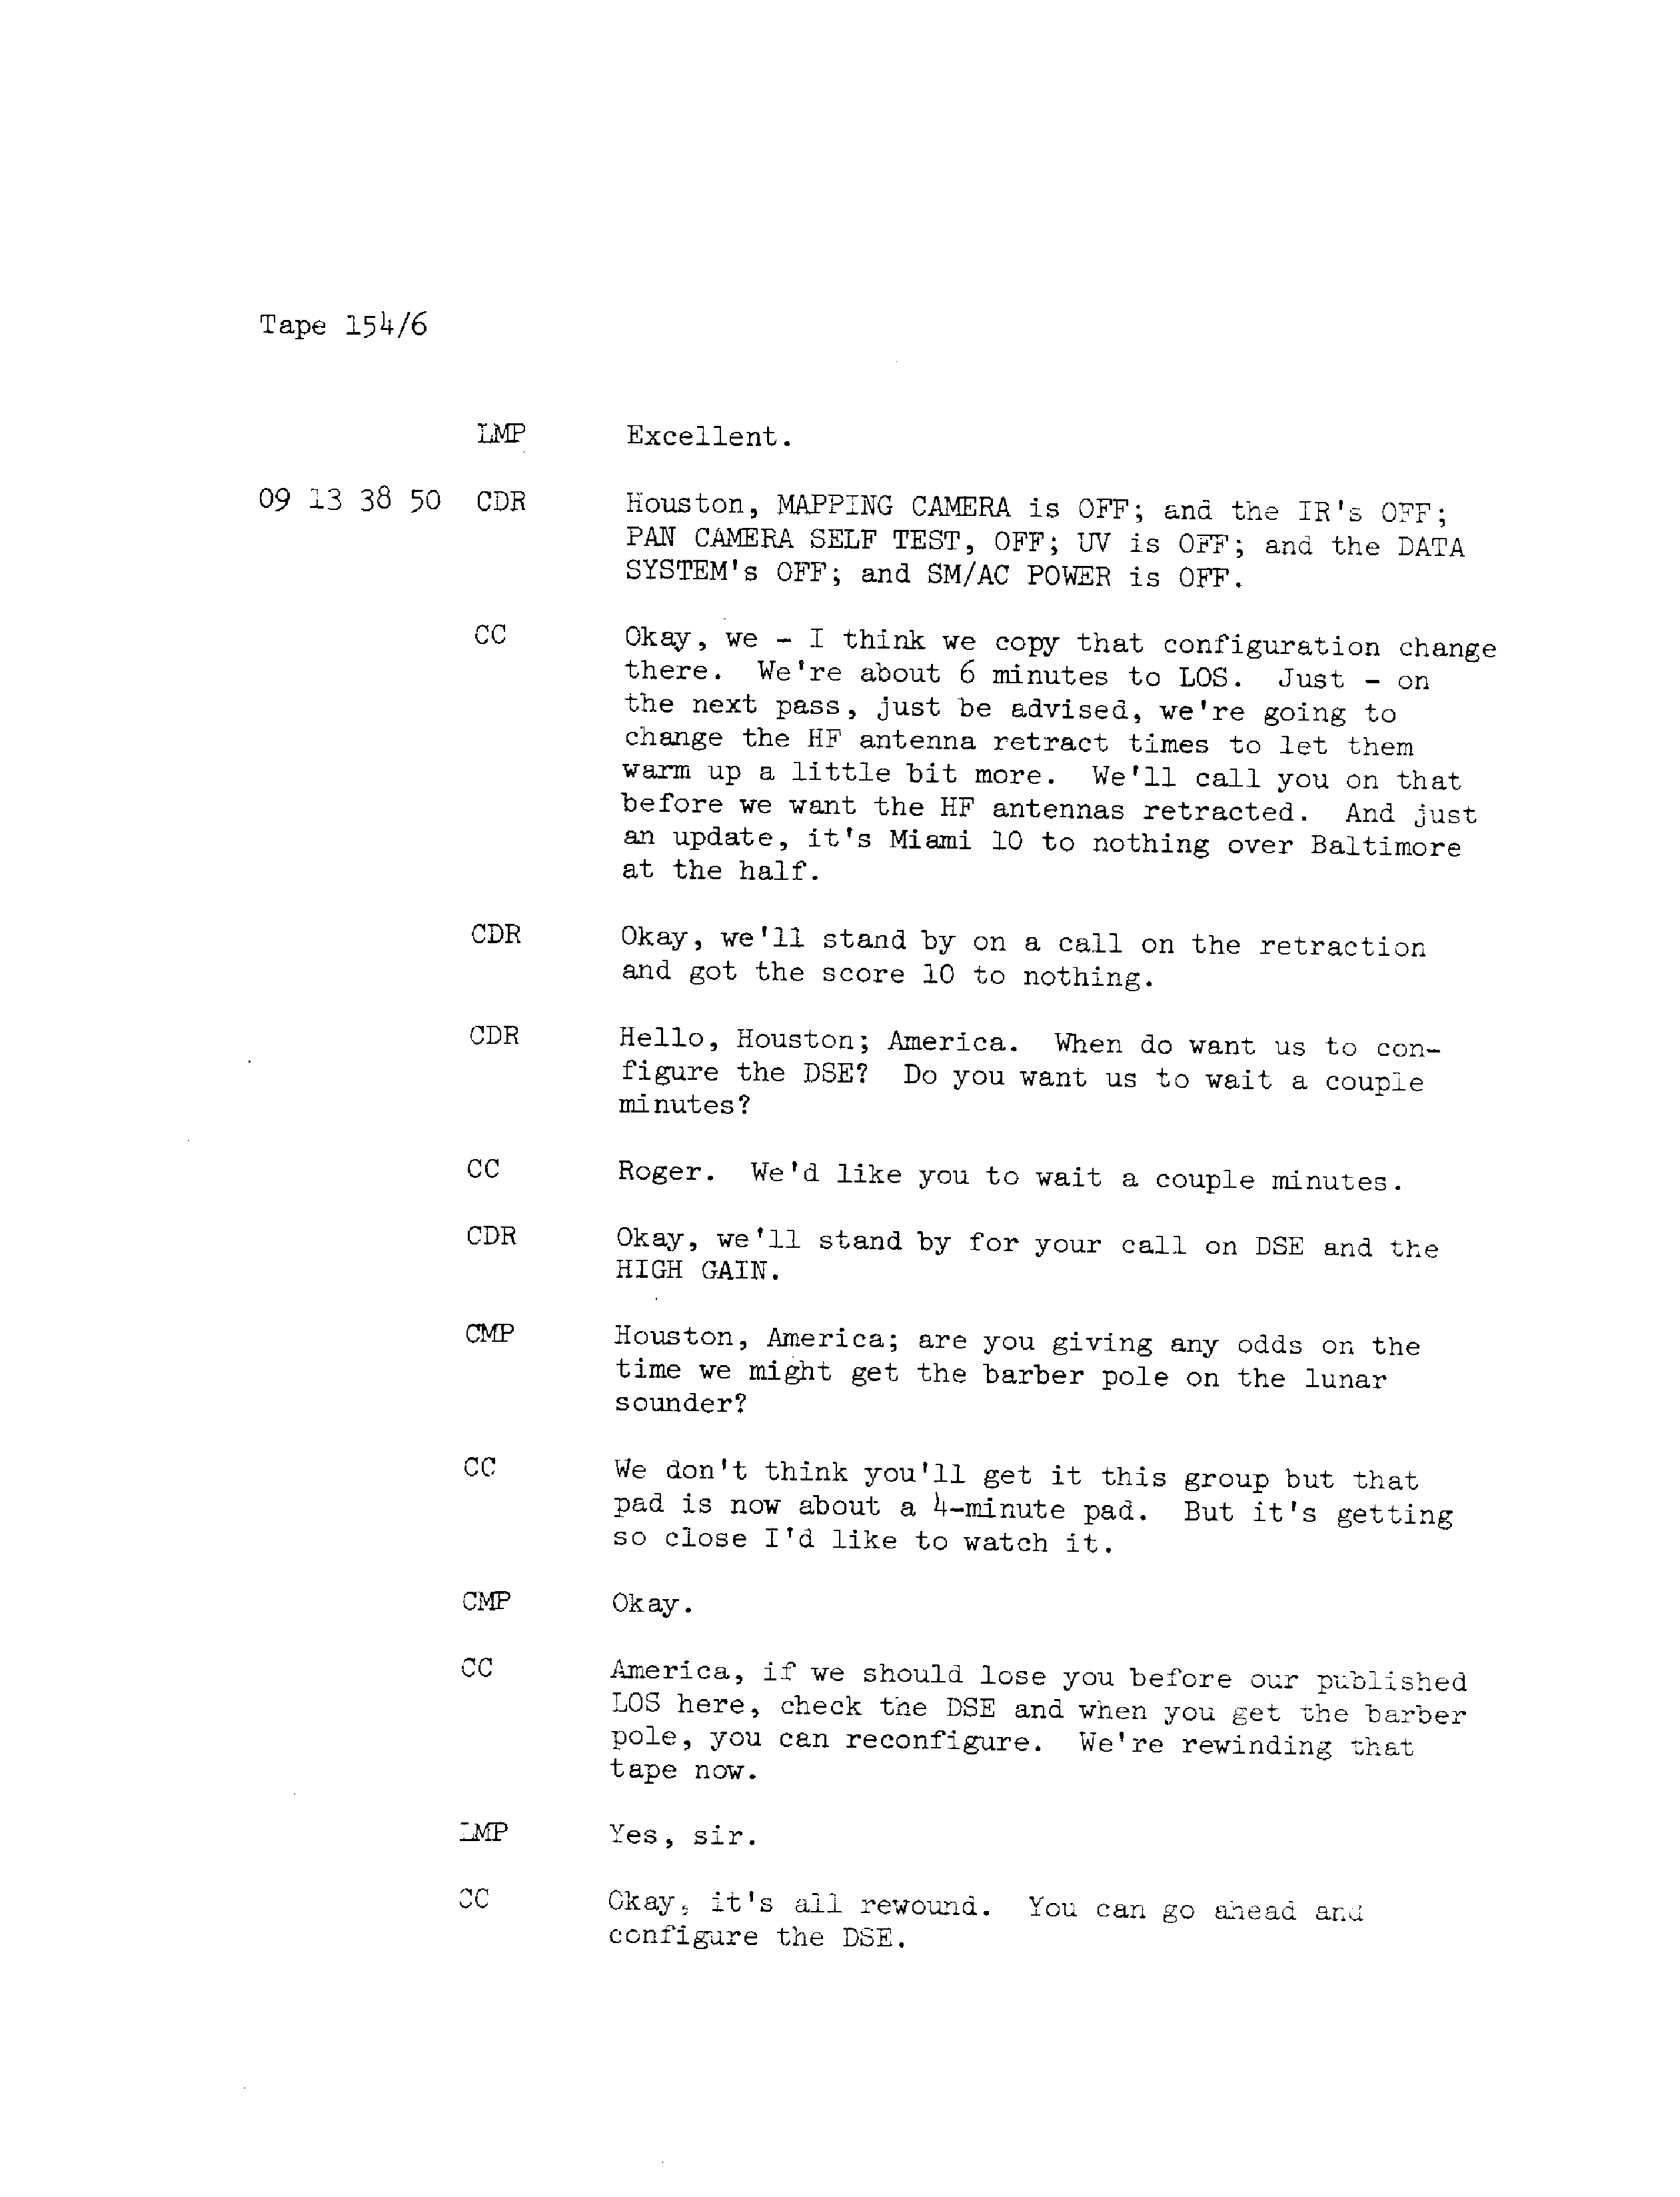 Tape 154/6
LMP Excellent.
09 13 38 50 CDR Houston, MAPPING CAMERA is OFF; and the IR's OFF;
PAN CAMERA SELF TEST, OFF; UV is OFF; and the DATA
SYSTEM's OFF; and SM/AC POWER is OFF.
CC Okay, we - I think we copy that configuration change
there. We're about 6 minutes to LOS. Just - on
the next pass, just be advised, we're going to
change the HF antenna retract times to let them
warm up a little bit more. We'll call you on that
before we want the HF antennas retracted. And just
an update, it's Miami 10 to nothing over Baltimore
at the half.
CDR Okay, we'll stand by on a call on the retraction
and got the score 10 to nothing.
CDR Hello, Houston; America. When do want us to con-
figure the DSE? Do you want us to wait a couple
minutes?
CC Roger. We'd like you to wait a couple minutes.
CDR Okay, we'll stand by for your call on DSE and the
HIGH GAIN.
CMP Houston, America; are you giving any odds on the
time we might get the barber pole on the lunar
sounder?
CC We don't think you'll get it this group but that
pad is now about a 4-minute pad. But it's getting
so close I'd like to watch it.
CMP Okay.
CC America, if we should lose you before our published
LOS here, check the DSE and when you get the barber
pole, you can reconfigure. We're rewinding that
tape now.
LMP Yes, sir.
CC Okay, it's all rewound. You can go ahead and
configure the DSE.